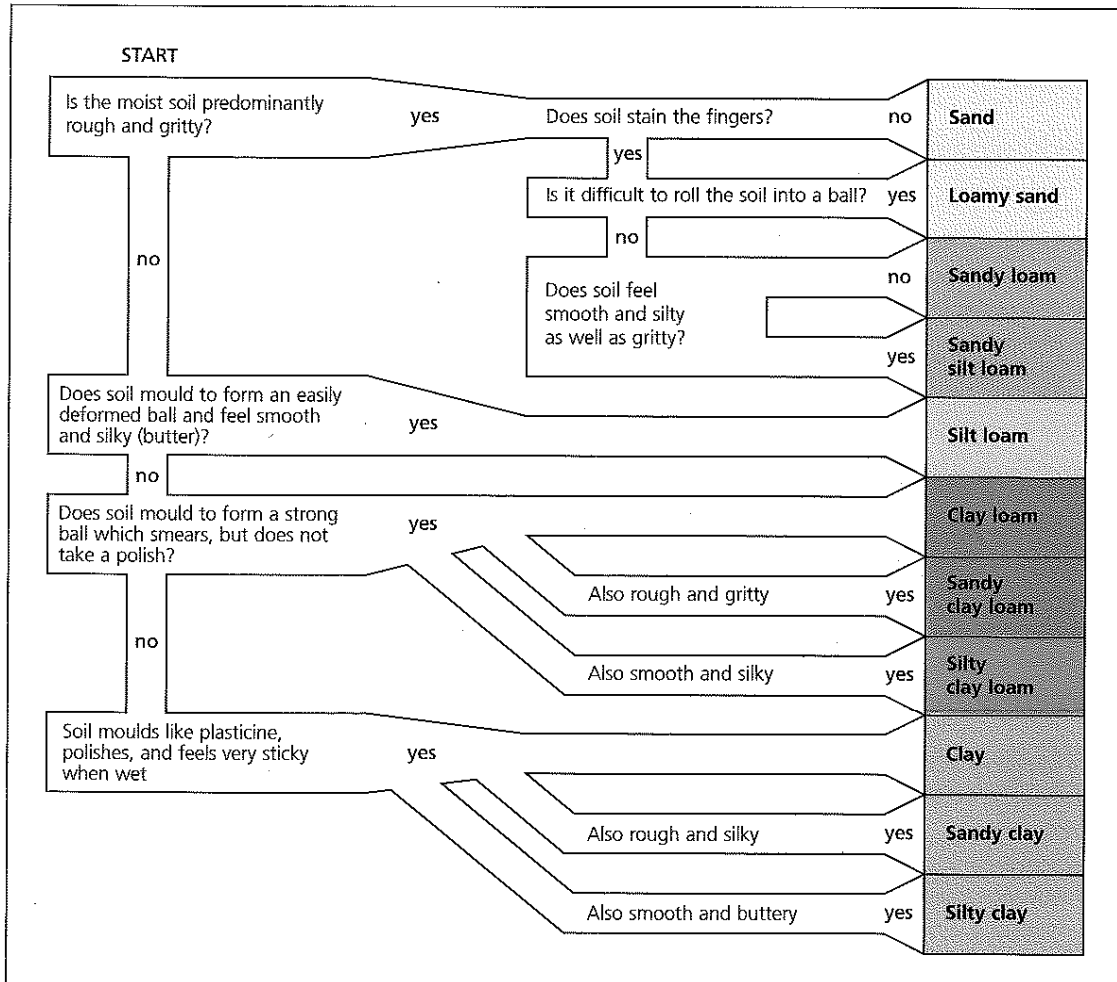 START
Is the moist soil predominantly
rough and gritty?
yes
Does soil stain the fingers?
no
Sand
yes
Is it difficult to roll the soil into a ball?
yes
Loamy sand
no
no
Does soil feel
smooth and silty
as well as gritty?
no
Sandy loam
yes
Sandy
silt loam
Does soil mould to form an easily
deformed ball and feel smooth
and silky (butter)?
yes
Silt loam
no
Does soil mould to form a strong
ball which smears, but does not
take a polish?
yes
Clay loam
Also rough and gritty
yes
Sandy
clay loam
no
Also smooth and silky
yes
Silty
clay loam
Soil moulds like plasticine,
polishes, and feels very sticky
when wet
yes
Clay
Also rough and silky
yes
Sandy clay
Also smooth and buttery
yes
Silty clay